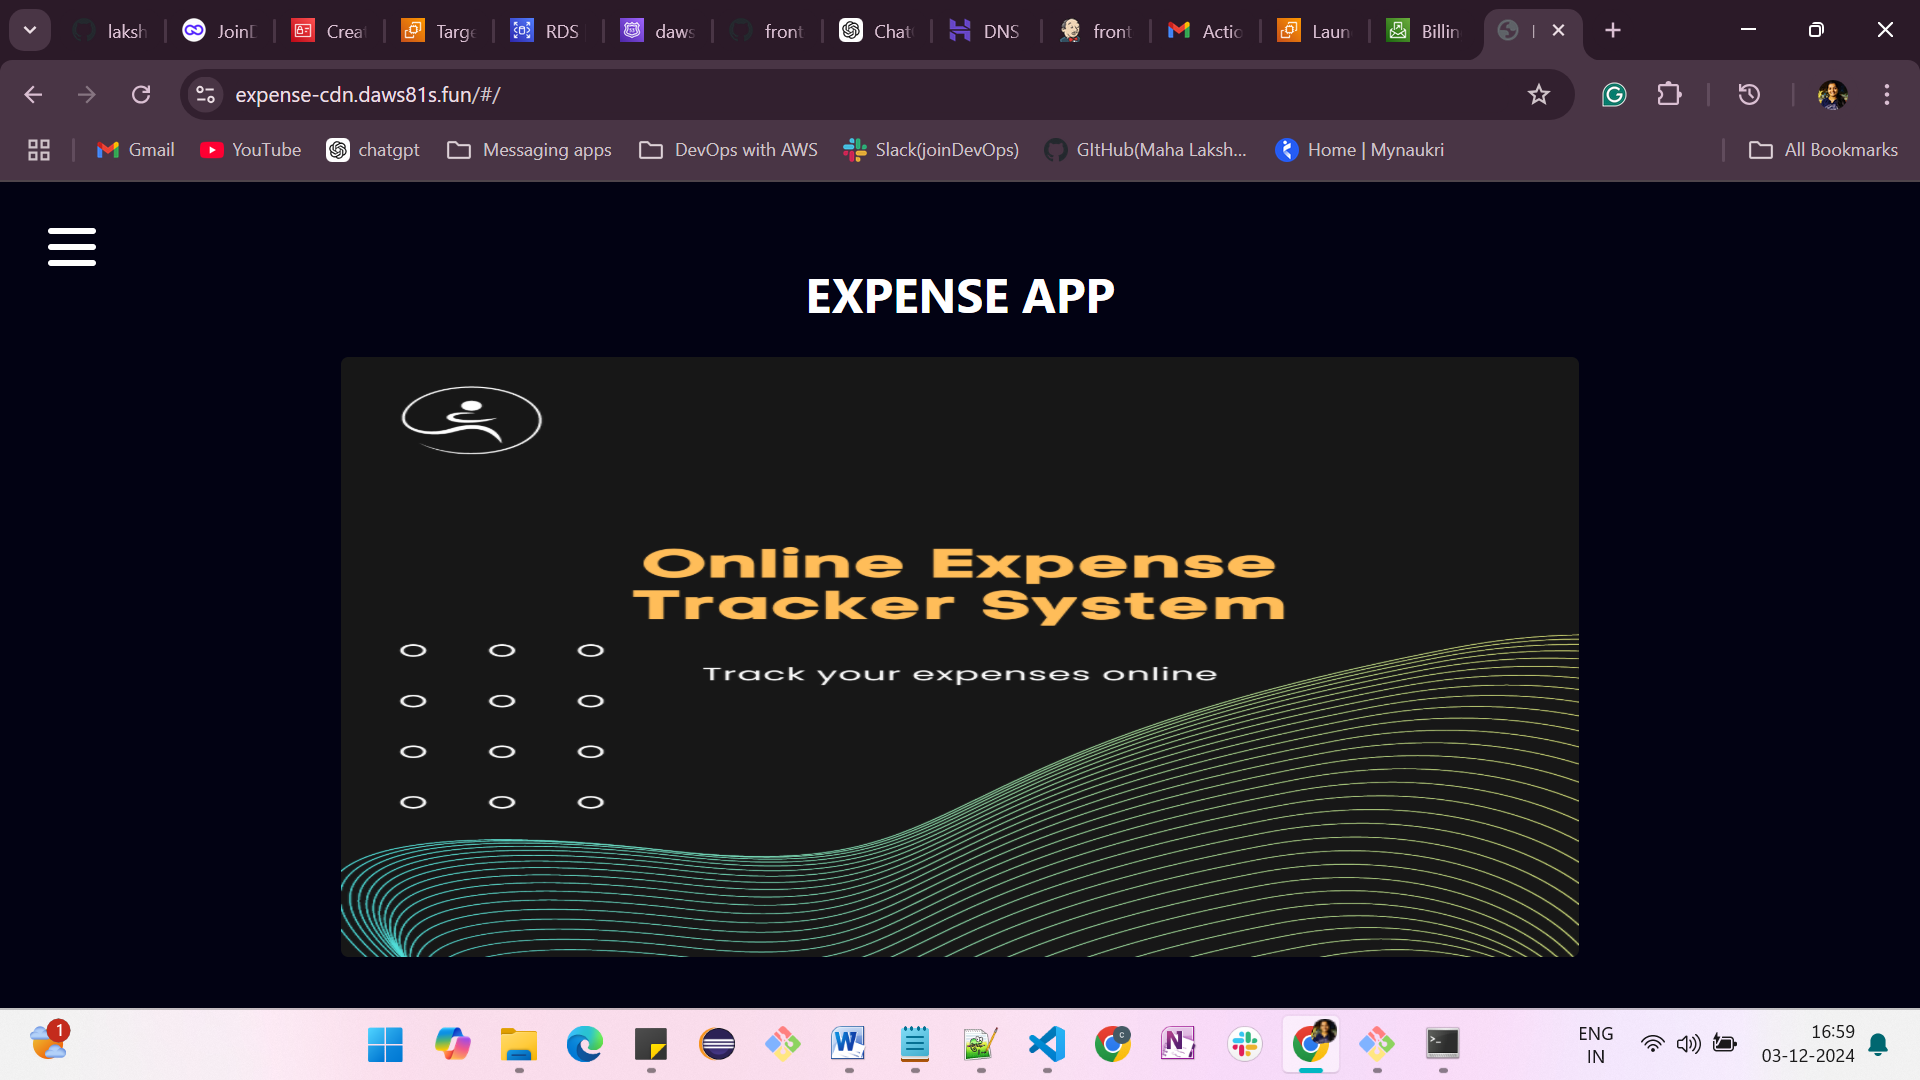 laksh
JoinD
Creat
Targe
RDS
daws
front
Chat
DNS
front
Actio
Laun
Billin
expense-cdn.daws81s.fun/#/
Gmail
YouTube
chatgpt
Messaging apps
DevOps with AWS
Slack(joinDevOps)
GItHub(Maha Laksh...
Home | Mynaukri
All Bookmarks
EXPENSE APP
Online Expense
Tracker System
Track your expenses online
1
ENG
IN
16:59
03-12-2024